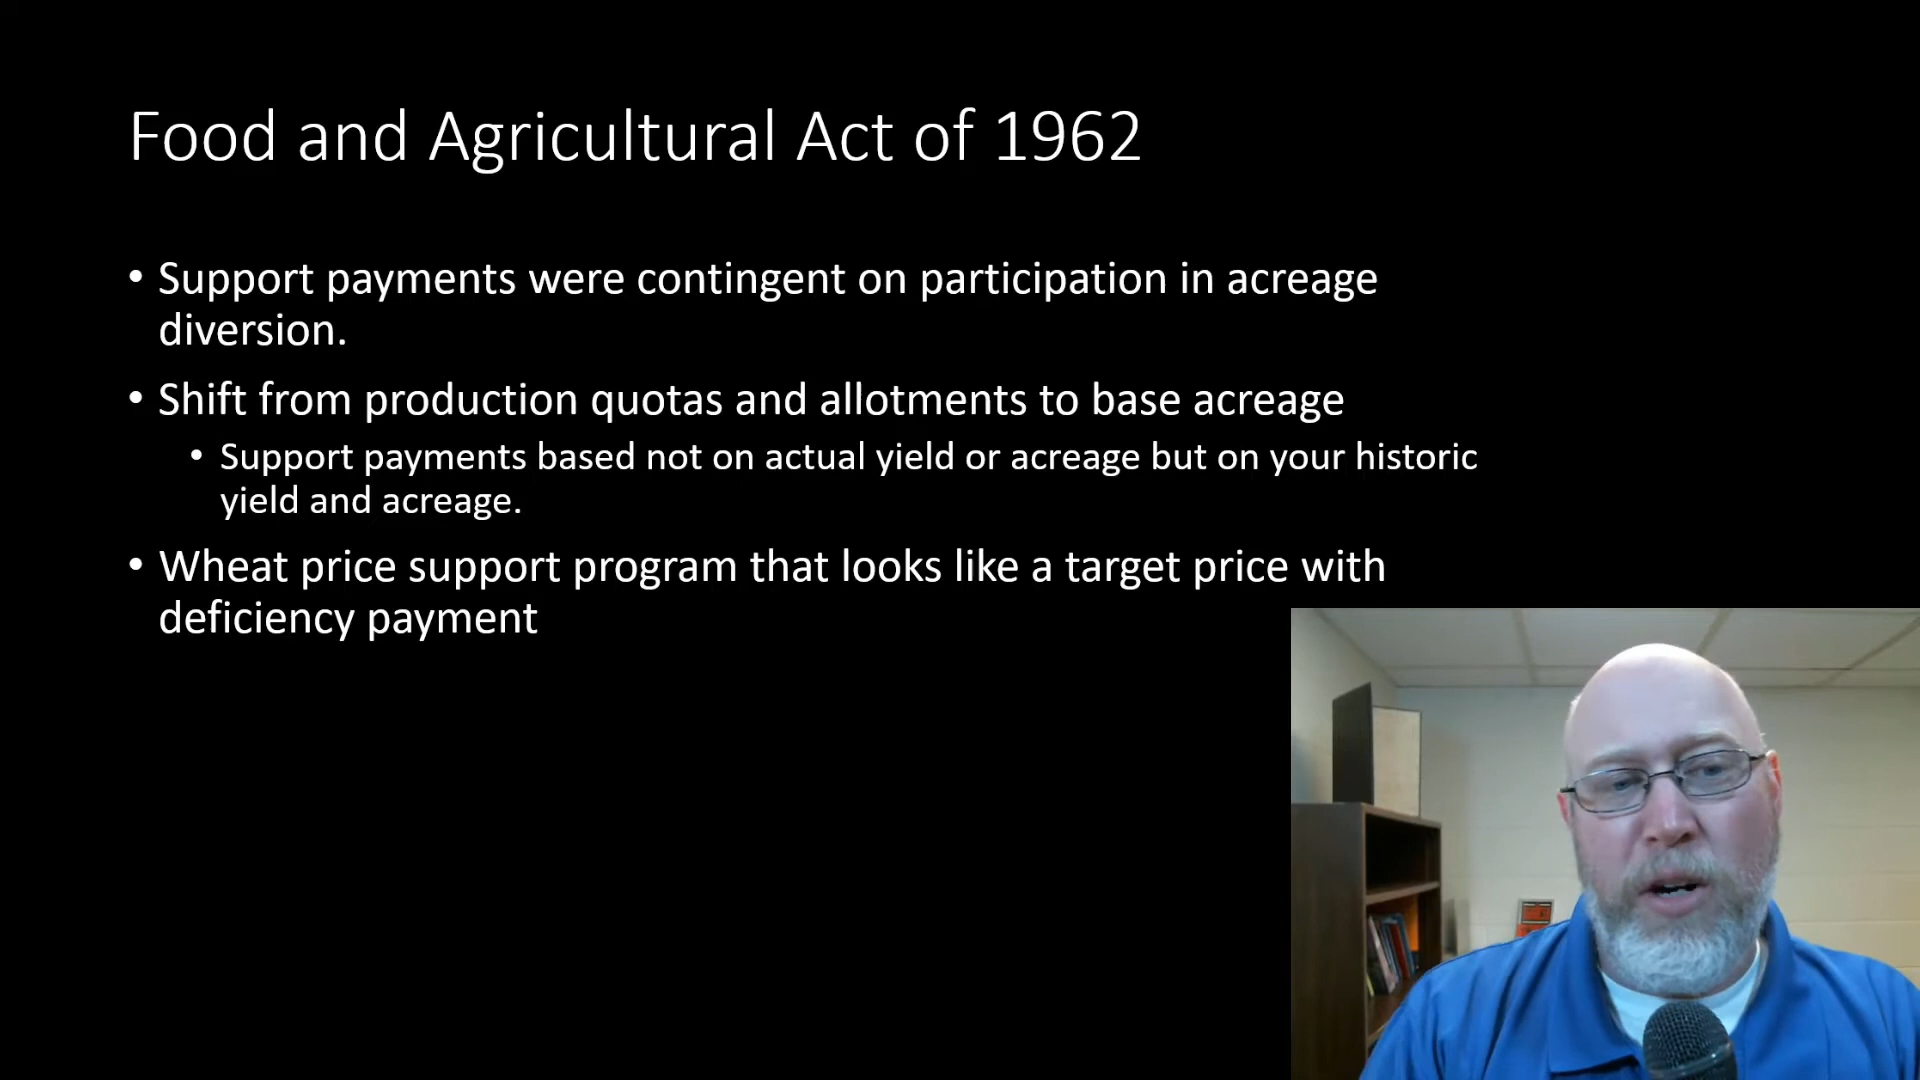 Food and Agricultural Act of 1962
• Support payments were contingent on participation in acreage
diversion.
• Shift from production quotas and allotments to base acreage
• Support payments based not on actual yield or acreage but on your historic
yield and acreage.
• Wheat price support program that looks like a target price with
deficiency payment